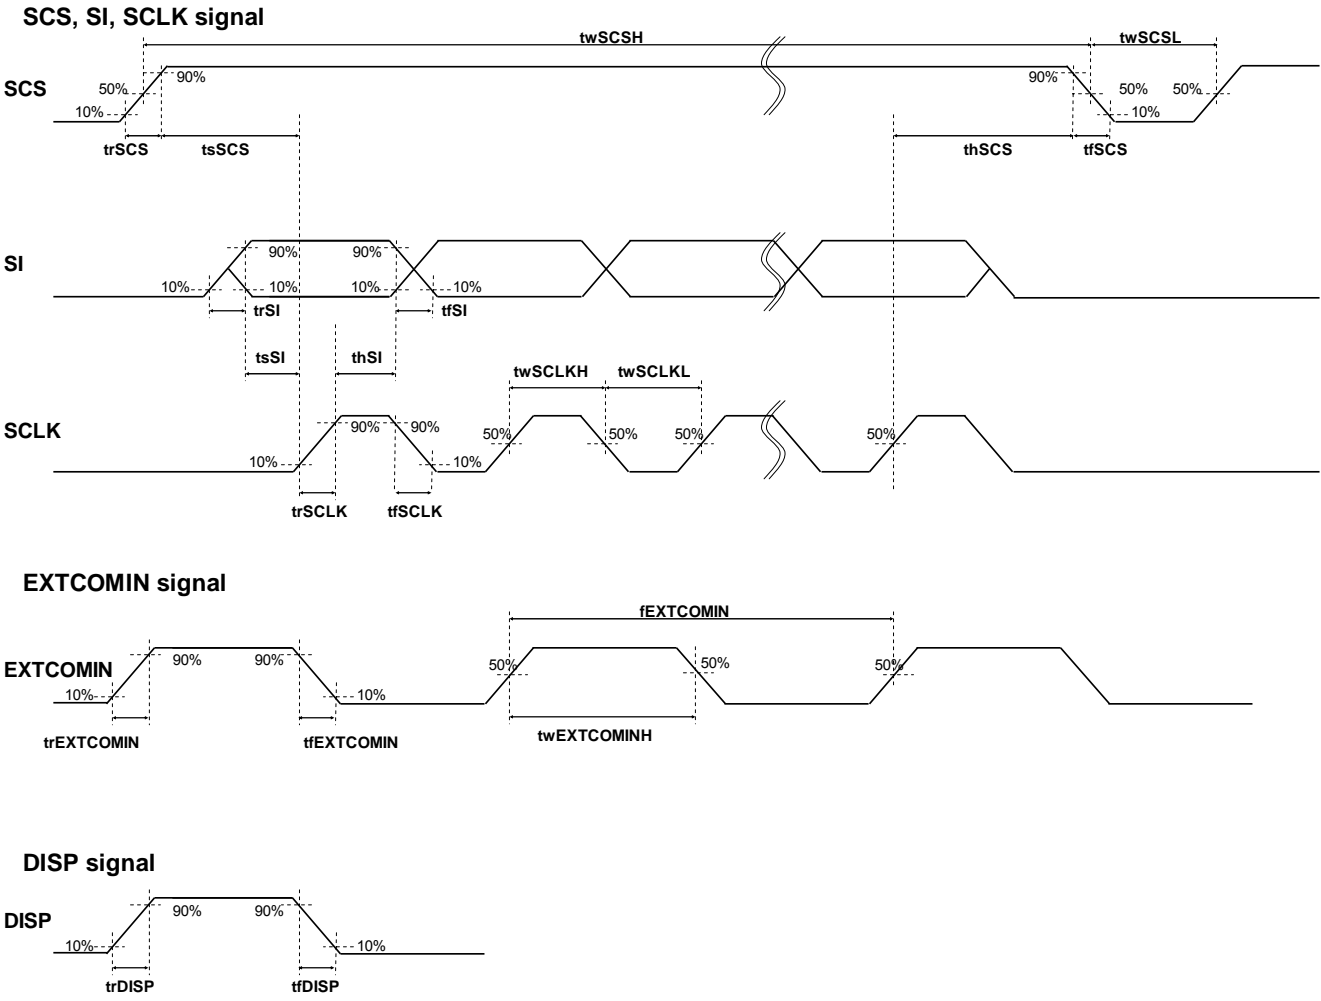 SCS, SI, SCLK signal
twSCSH twSCSL
SCS
90% 90%
50% 50% 50%
10% 10%
trSCS tsSCS thSCS tfSCS
SI
90% 90%
10% 10% 10% 10%
trSI tfSI
tsSI thSI
twSCLKH twSCLKL
SCLK
90% 90% 50% 50% 50% 50%
10% 10%
trSCLK tfSCLK
EXTCOMIN signal
fEXTCOMIN
EXTCOMIN
90% 90% 50% 50% 50%
10% 10%
trEXTCOMIN tfEXTCOMIN twEXTCOMINH
DISP signal
DISP
90% 90%
10% 10%
trDISP tfDISP